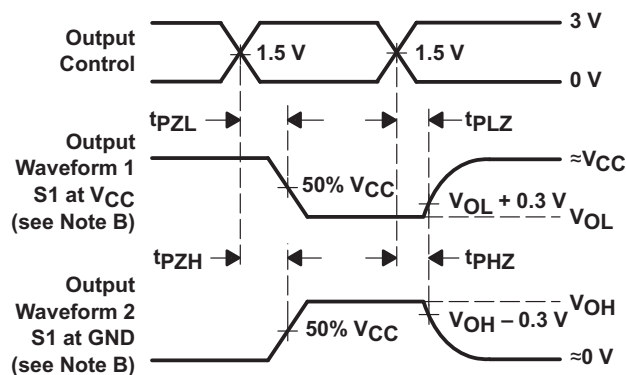 Output
Control
1.5 V
1.5 V
3 V
0 V
tPZL
tPLZ
Output
Waveform 1
S1 at VCC
(see Note B)
50% VCC
≈VCC
VOL + 0.3 V
VOL
tPZH
tPHZ
Output
Waveform 2
S1 at GND
(see Note B)
50% VCC
VOH
VOH – 0.3 V
≈0 V